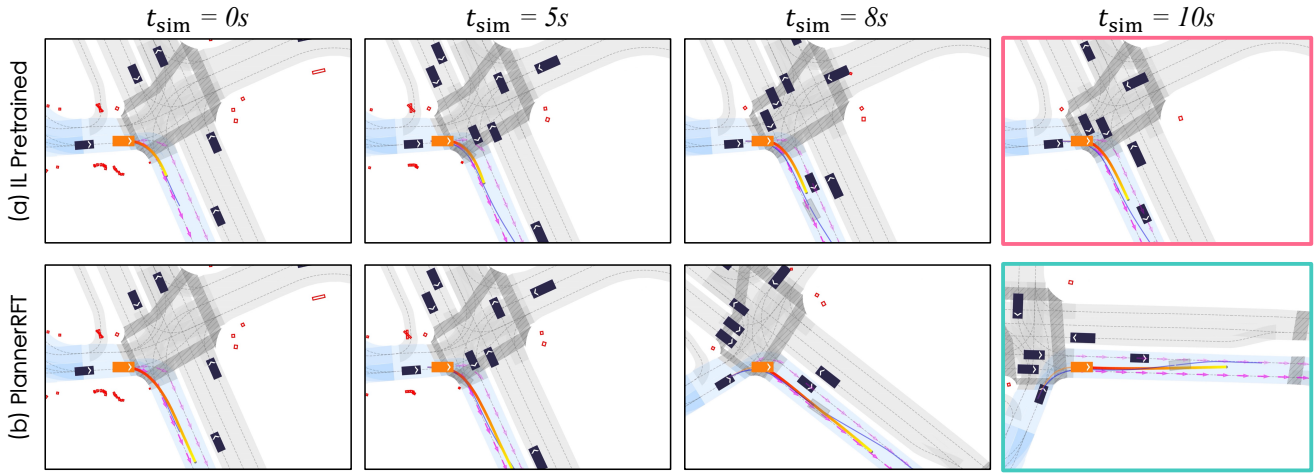 t_sim = 0s
t_sim = 5s
t_sim = 8s
t_sim = 10s
(a) IL Pretrained
(b) PlannerRFT